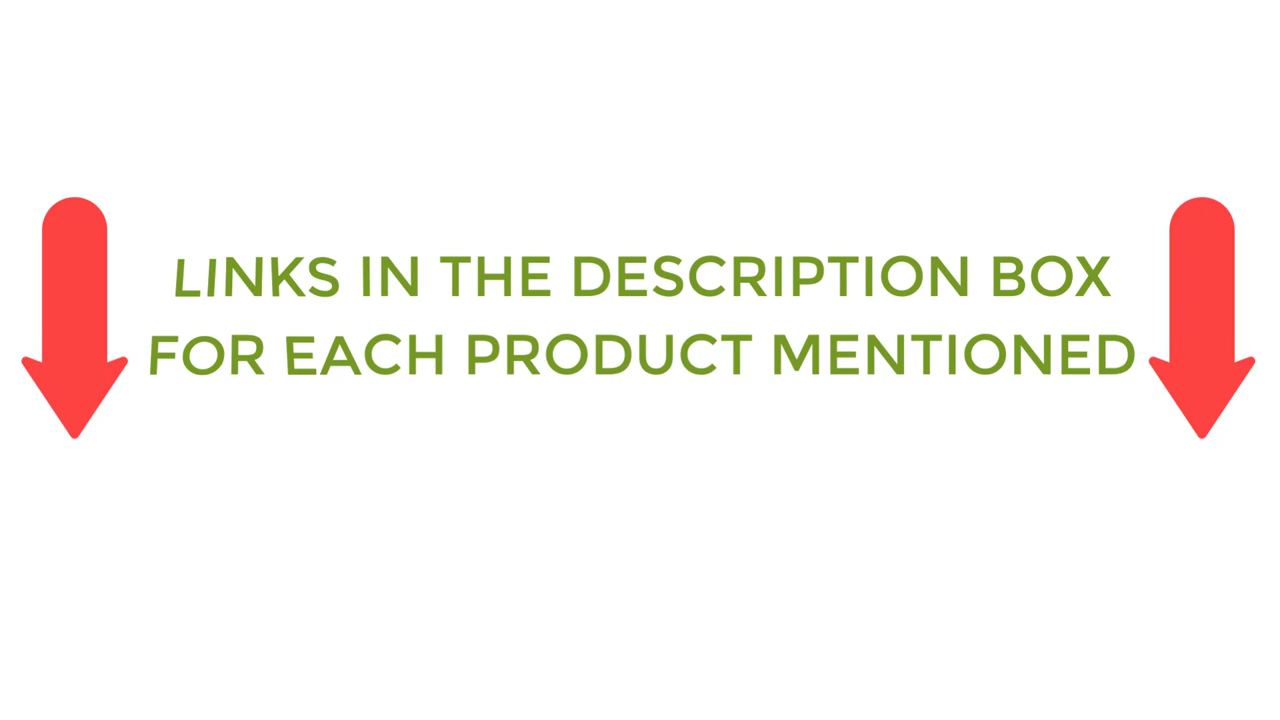 LINKS IN THE DESCRIPTION BOX
FOR EACH PRODUCT MENTIONED